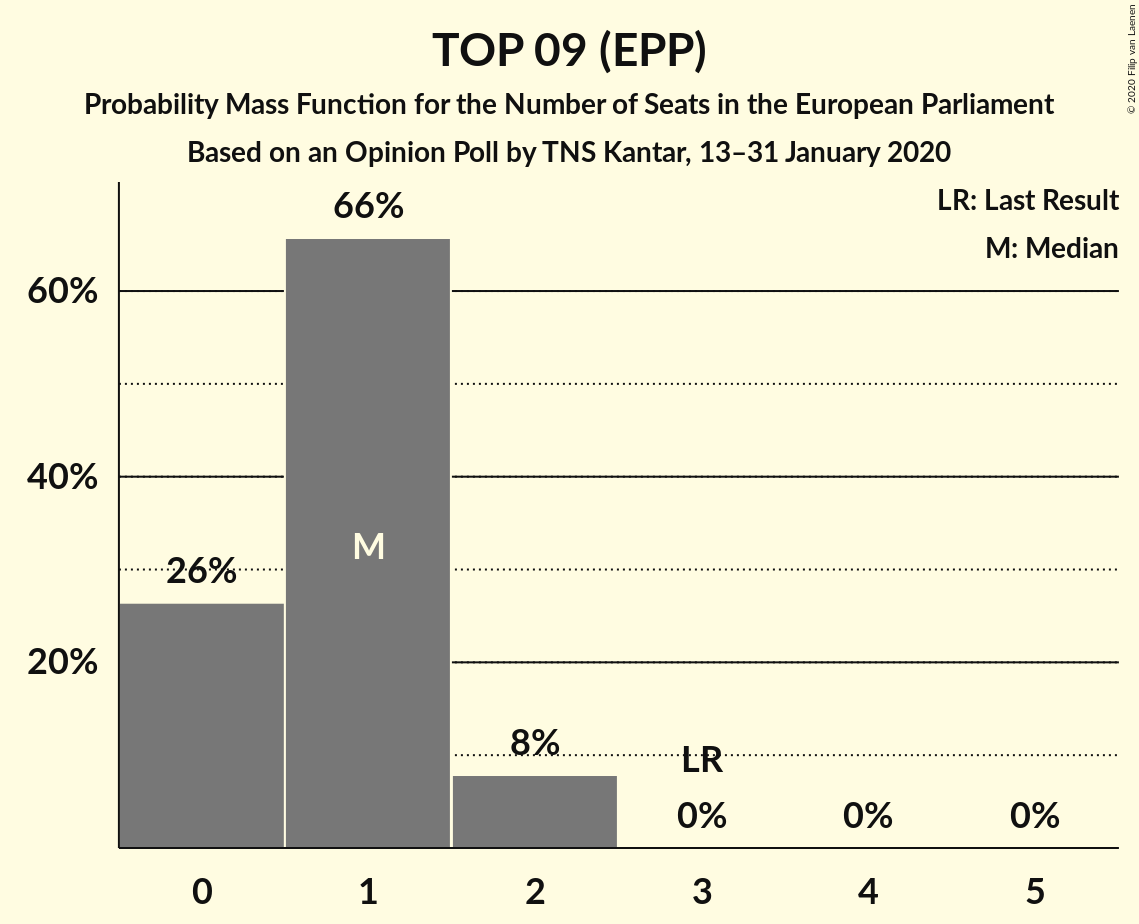 TOP 09 (EPP)
Probability Mass Function for the Number of Seats in the European Parliament
Based on an Opinion Poll by TNS Kantar, 13–31 January 2020
© 2020 Filip van Laenen
LR: Last Result
M: Median
66%
60%
40%
M
26%
20%
8%
LR
0%
0%
0%
0
1
2
3
4
5